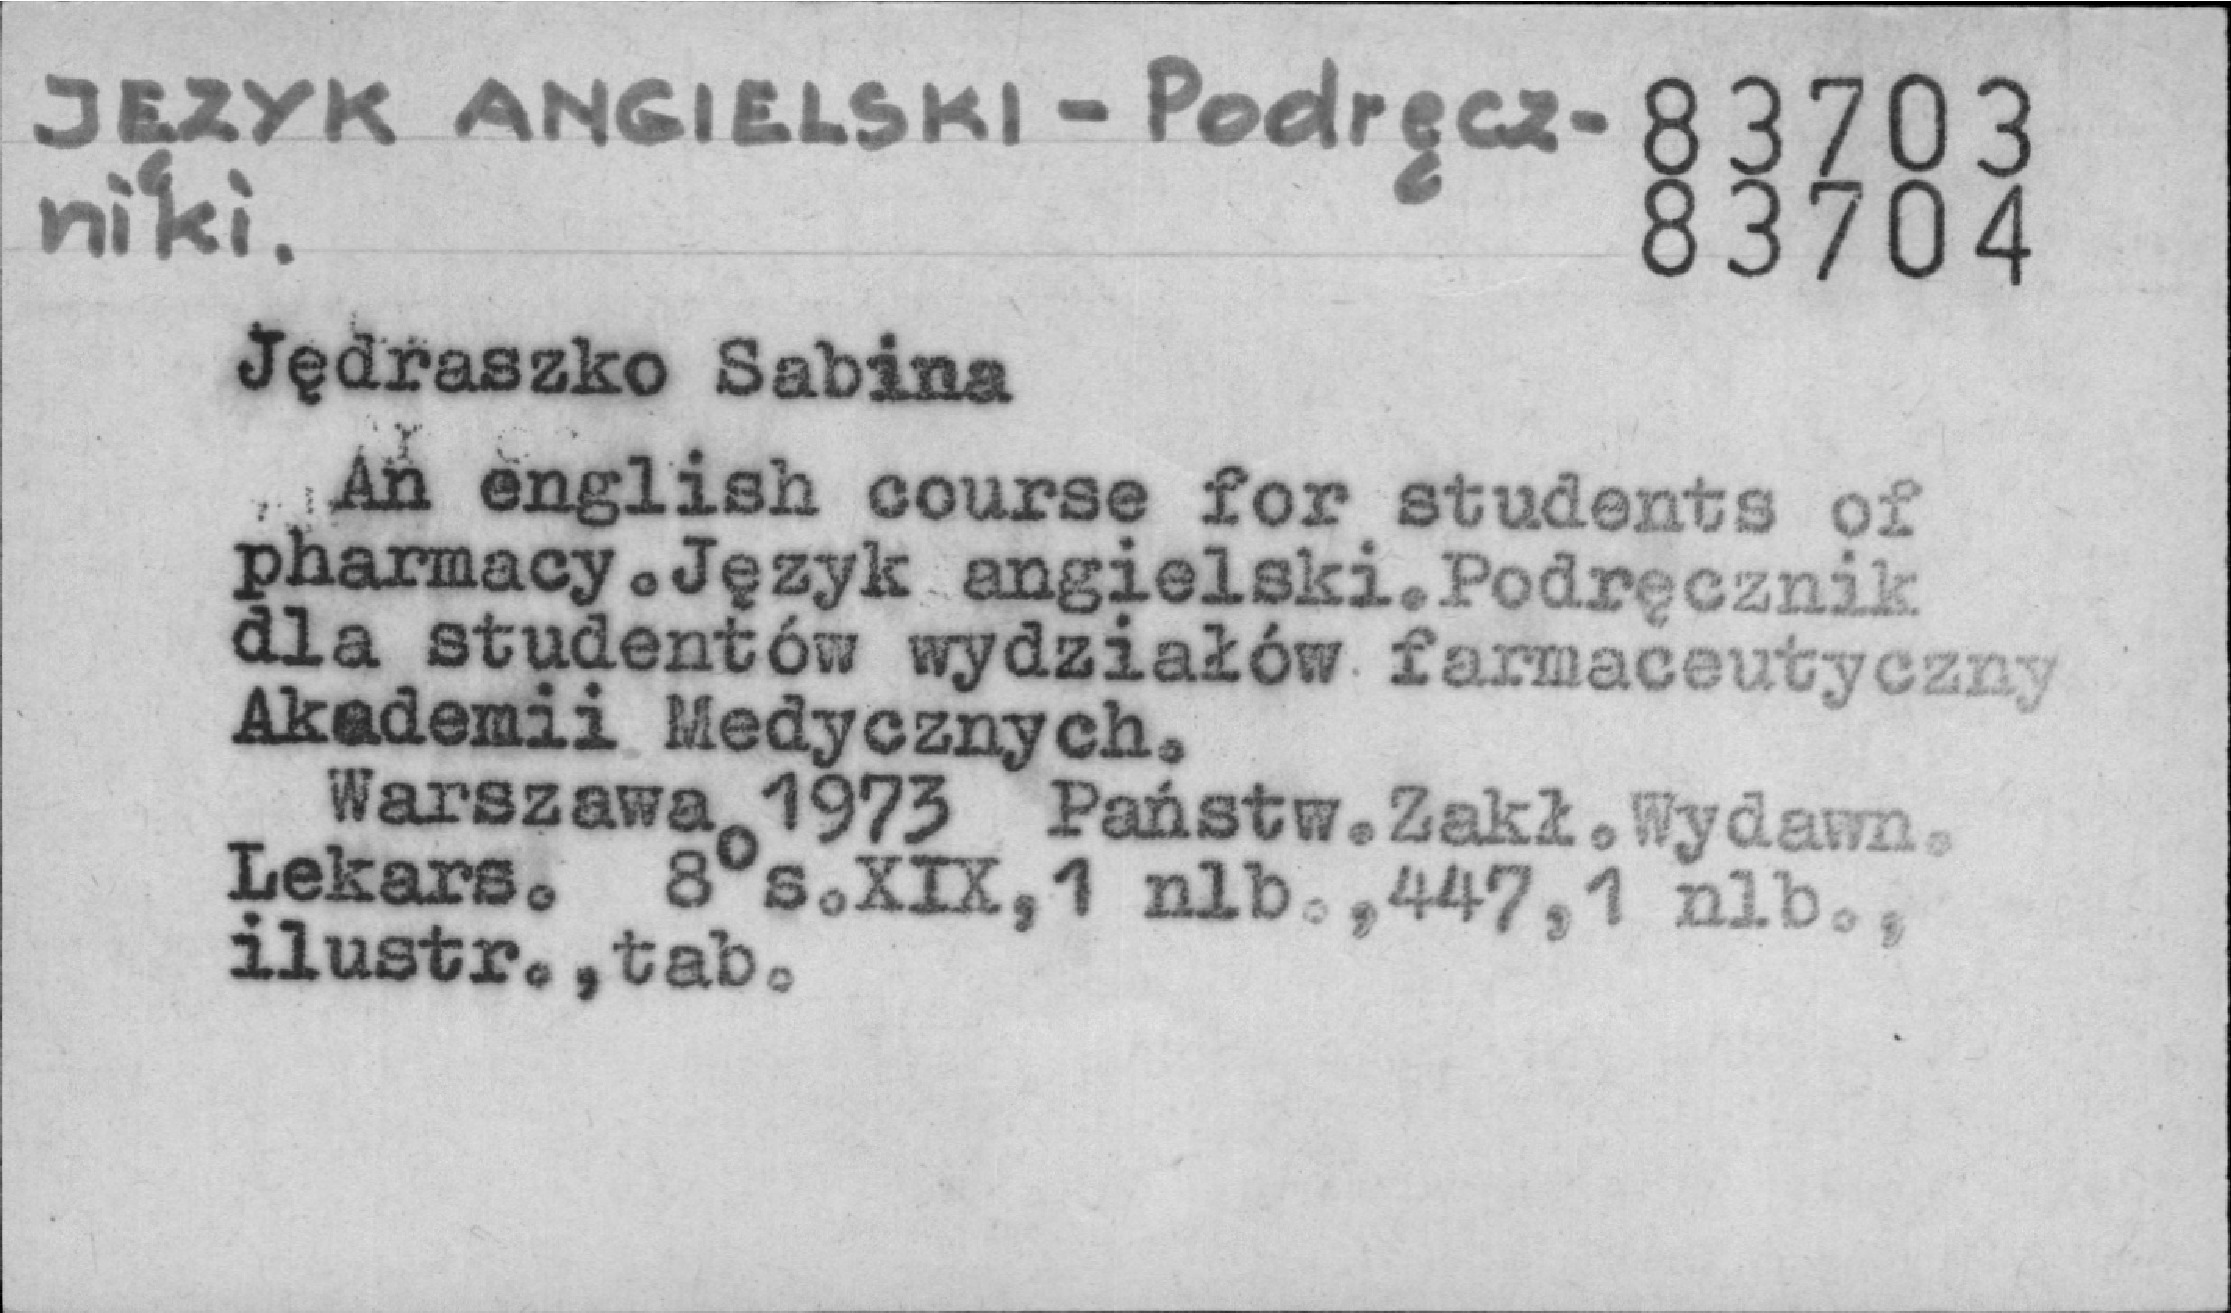 JĘZYK ANGIELSKI - Podręcz- 83703
niki. 83704
Jędraszko Sabina
An english course for students of
pharmacy.Język angielski.Podręcznik
dla studentów wydziałów farmaceutyczny
Akademii Medycznych.
Warszawa 1973 Państw.Zakł.Wydawn.
Lekars. 8° s.XIX,1 nlb.,447,1 nlb.,
ilustr.,tab.